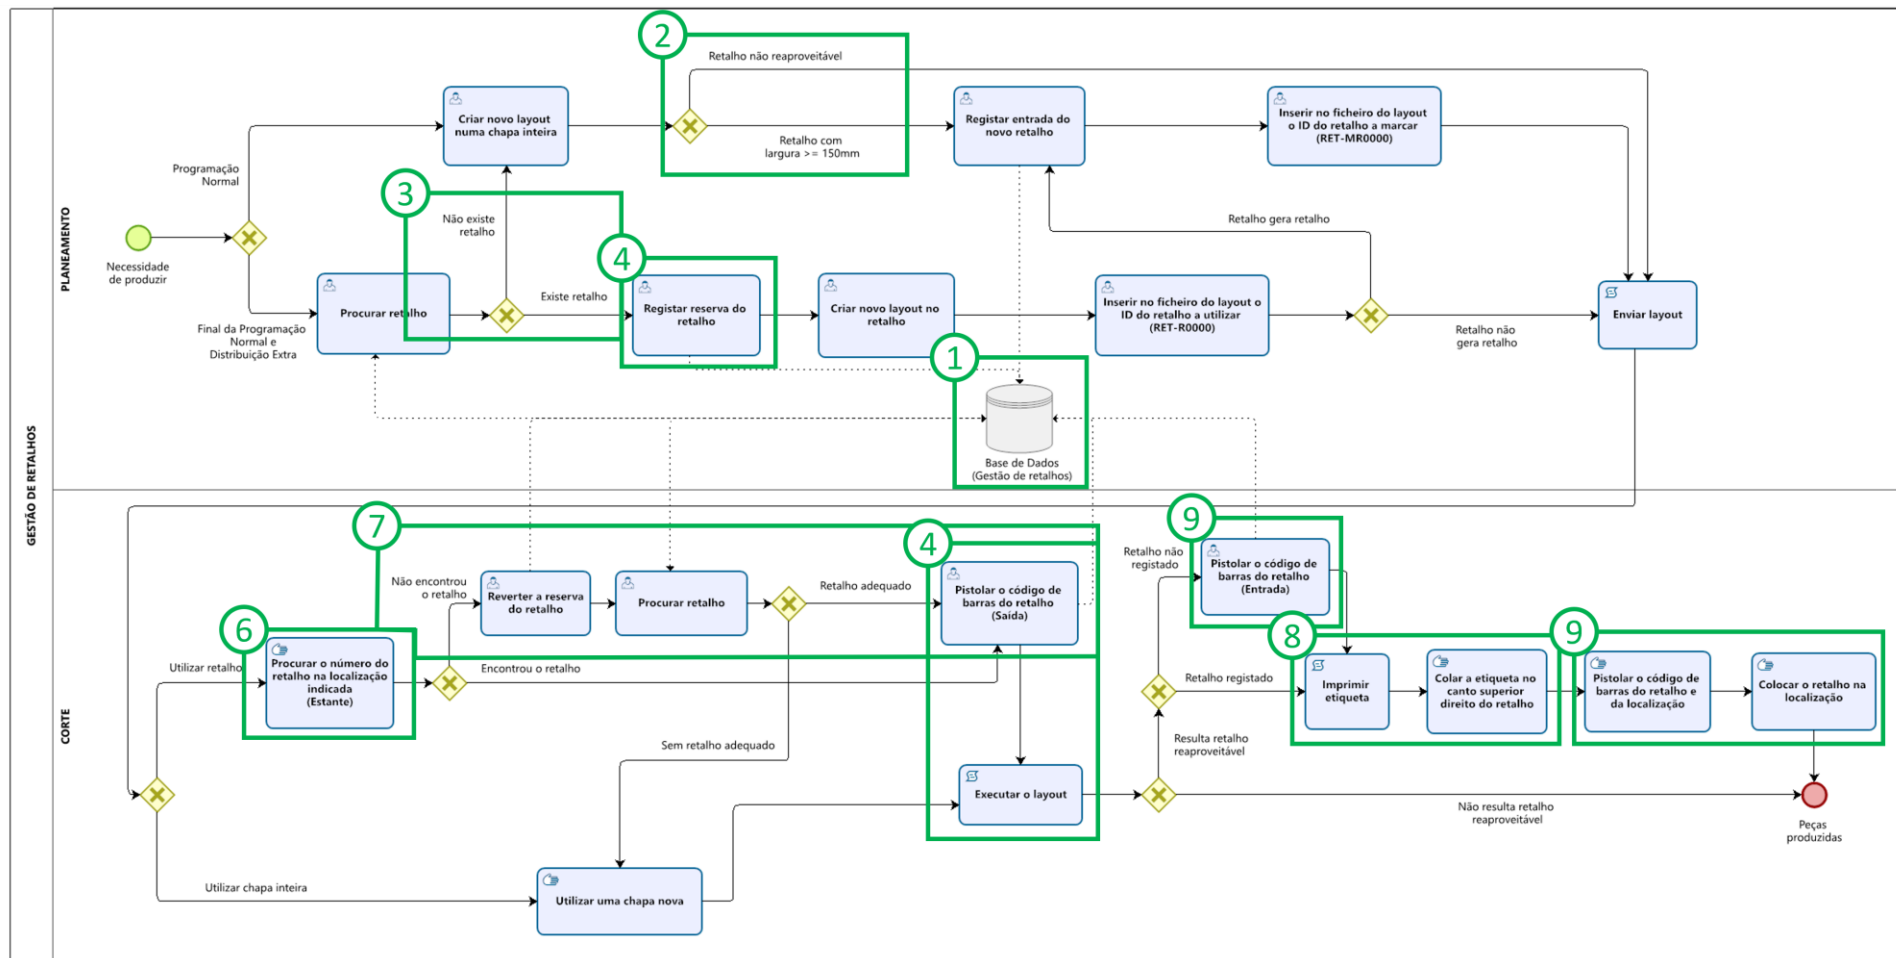 GESTÃO DE RETALHOS
PLANEAMENTO
Necessidade
de produzir
Programação
Normal
Final da Programação
Normal e
Distribuição Extra
Criar novo layout
numa chapa inteira
2
Retalho não reaproveitável
Retalho com
largura >= 150mm
Registar entrada do
novo retalho
Inserir no ficheiro do layout
o ID do retalho a marcar
(RET-MR0000)
3
Não existe
retalho
Procurar retalho
Existe retalho
4
Registar reserva do
retalho
Criar novo layout no
retalho
Inserir no ficheiro do layout o
ID do retalho a utilizar
(RET-R0000)
Retalho gera retalho
Retalho não
gera retalho
Enviar layout
1
Base de Dados
(Gestão de retalhos)
CORTE
7
6
Utilizar retalho
Procurar o número do
retalho na localização
indicada
(Estante)
Não encontrou
o retalho
Encontrou o retalho
Reverter a reserva
do retalho
Procurar retalho
Retalho adequado
Sem retalho adequado
4
Pistolar o código de
barras do retalho
(Saída)
Executar o layout
Utilizar chapa inteira
Utilizar uma chapa nova
9
Retalho não
registado
Pistolar o código de
barras do retalho
(Entrada)
Retalho registado
Resulta retalho
reaproveitável
Não resulta retalho
reaproveitável
8
Imprimir
etiqueta
Colar a etiqueta no
canto superior
direito do retalho
9
Pistolar o código de
barras do retalho e
da localização
Colocar o retalho na
localização
Peças
produzidas